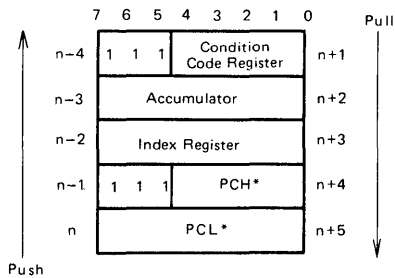 7 6 5 4 3 2 1 0
Pull
n−4 1 1 1 Condition Code Register n+1
n−3 Accumulator n+2
n−2 Index Register n+3
n−1 1 1 1 PCH* n+4
n PCL* n+5
Push